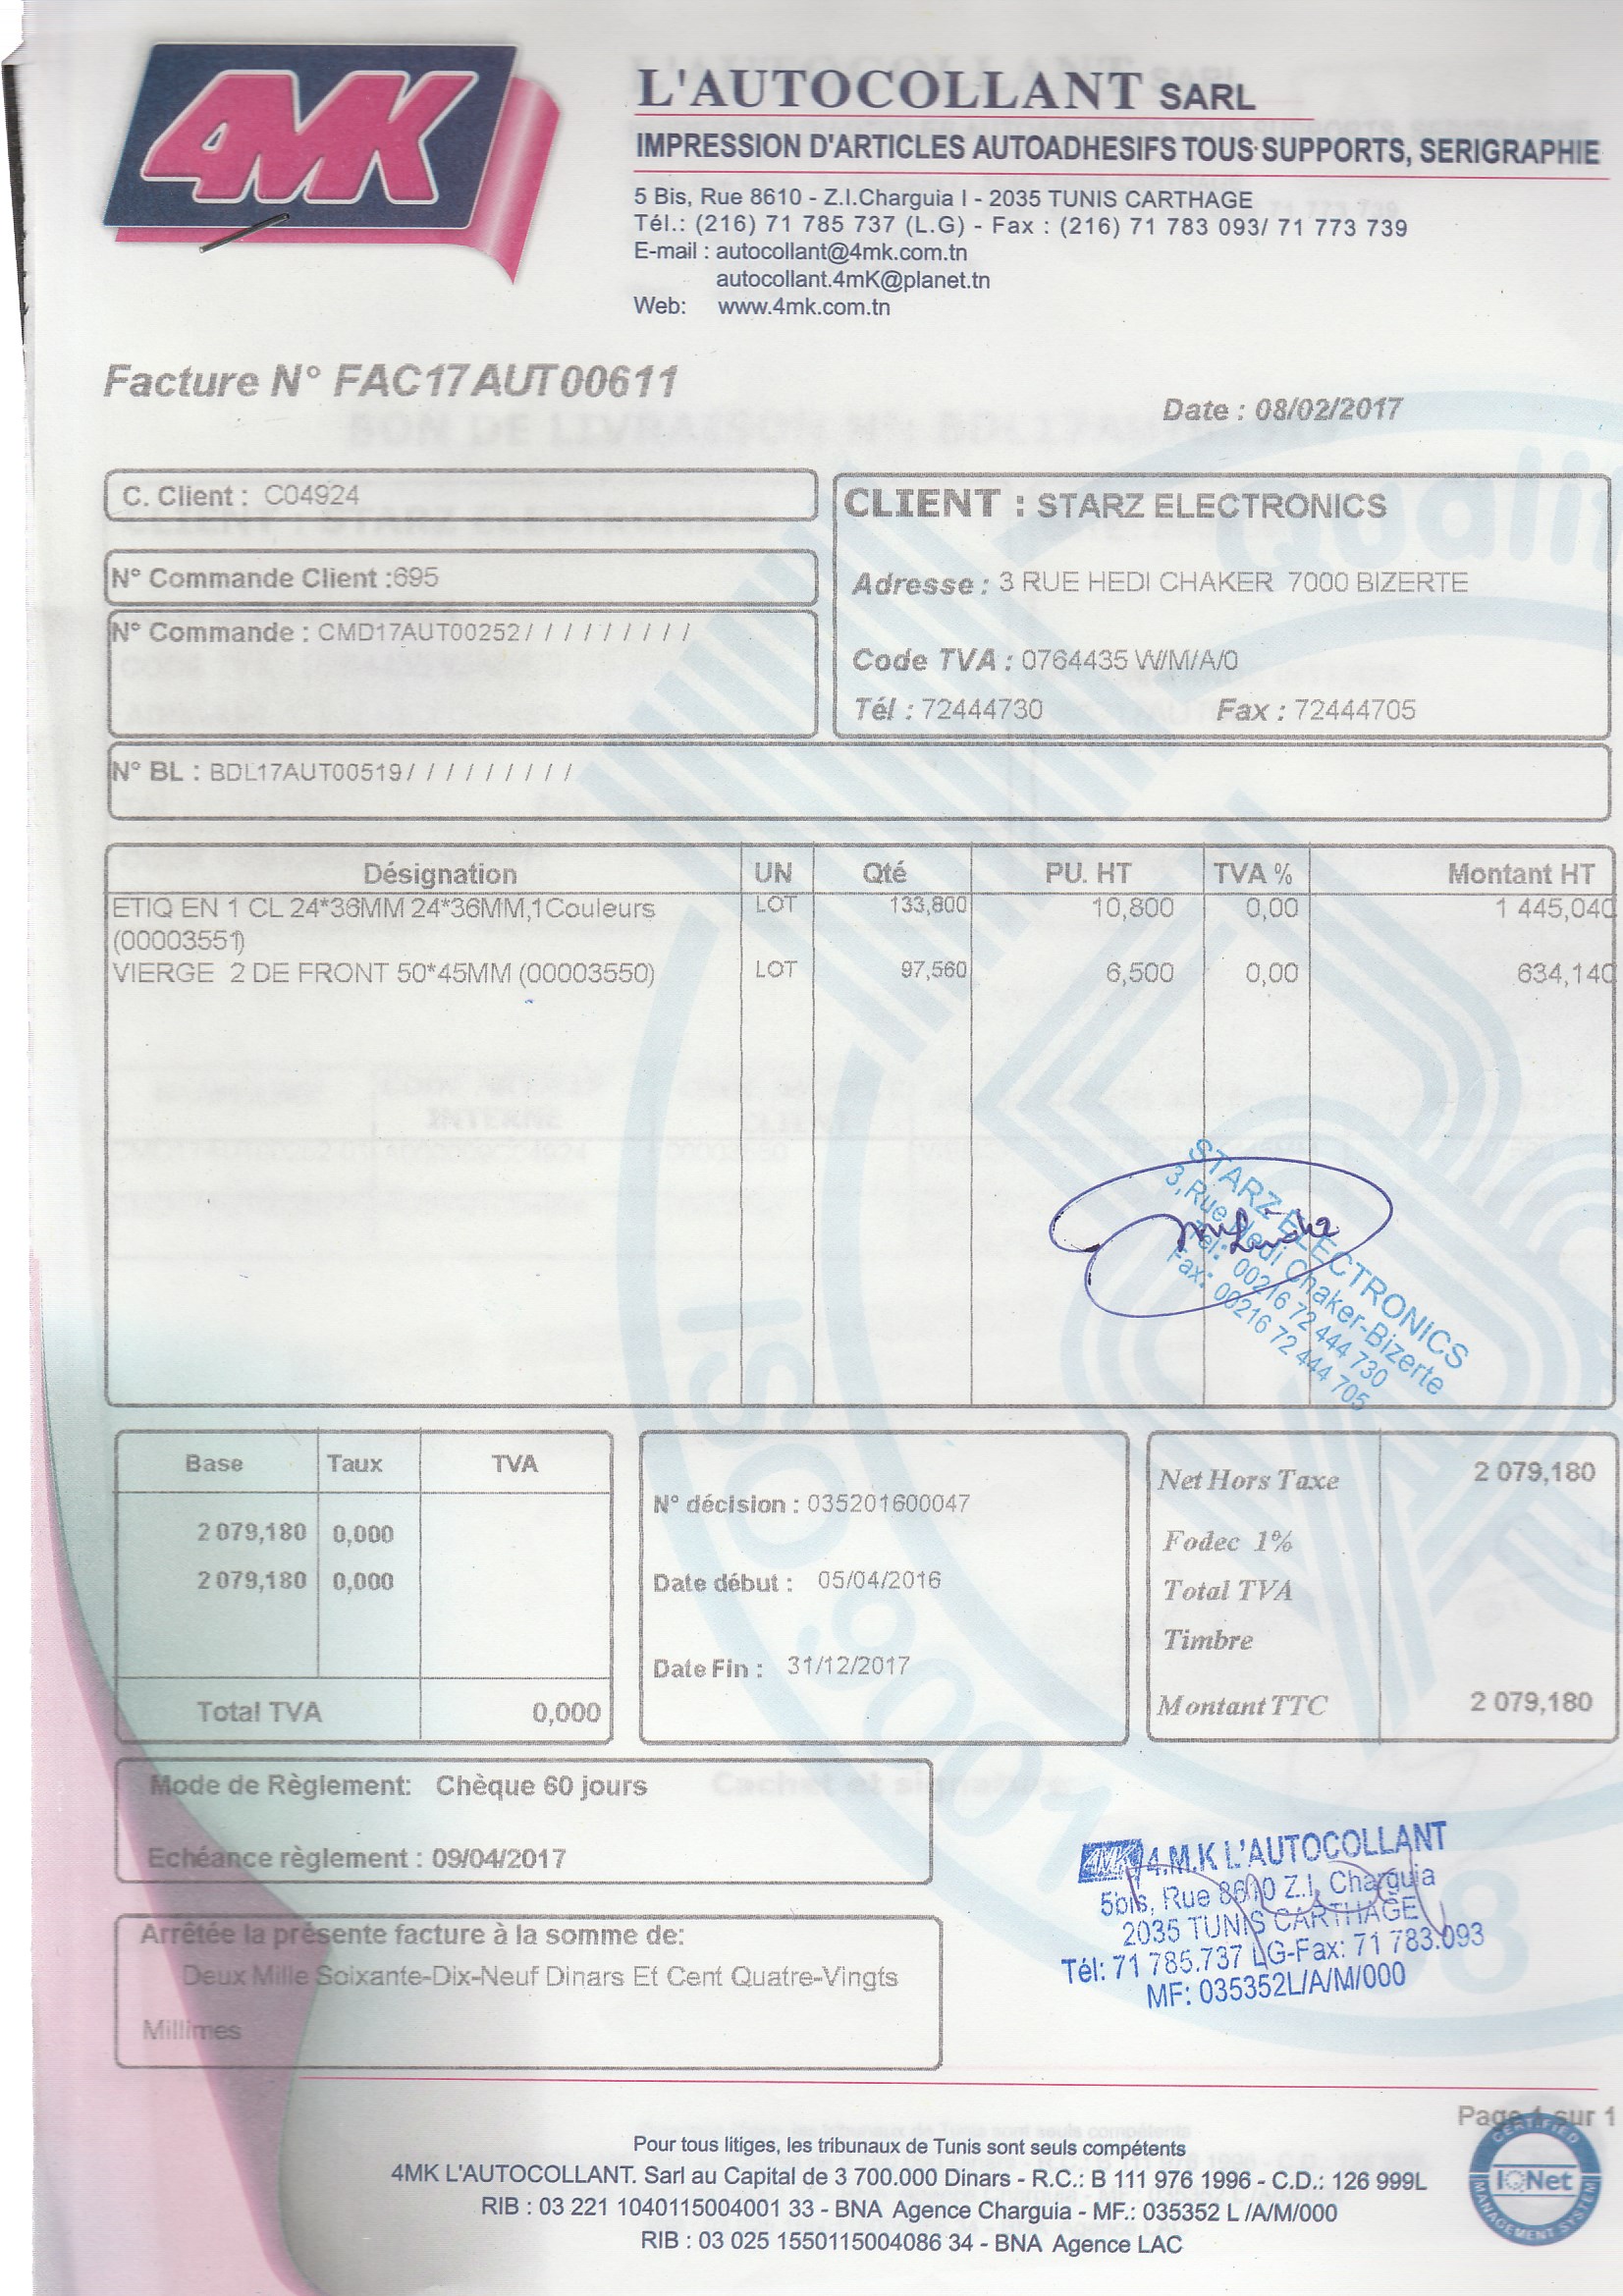 4MK
L'AUTOCOLLANT SARL
IMPRESSION D'ARTICLES AUTOADHESIFS TOUS SUPPORTS, SERIGRAPHIE
5 Bis, Rue 8610 - Z.I.Charguia I - 2035 TUNIS CARTHAGE
Tél.: (216) 71 785 737 (L.G) - Fax : (216) 71 783 093/ 71 773 739
E-mail : autocollant@4mk.com.tn
autocollant.4mK@planet.tn
Web: www.4mk.com.tn
Facture N° FAC17AUT00611
Date : 08/02/2017
C. Client : C04924
N° Commande Client :695
N° Commande : CMD17AUT00252/ / / / / / / / /
CLIENT : STARZ ELECTRONICS
Adresse : 3 RUE HEDI CHAKER 7000 BIZERTE
Code TVA : 0764435 W/M/A/0
Tél : 72444730 Fax : 72444705
N° BL : BDL17AUT00519/ / / / / / / / /
Désignation UN Qté PU. HT TVA % Montant HT
ETIQ EN 1 CL 24*36MM 24*36MM,1Couleurs LOT 133,800 10,800 0,00 1 445,040
(00003551)
VIERGE 2 DE FRONT 50*45MM (00003550) LOT 97,560 6,500 0,00 634,140
STARZ ELECTRONICS
3, Rue Hedi Chaker-Bizerte
Tel: 00216 72 444 730
Fax: 00216 72 444 705
Base Taux TVA
2 079,180 0,000
2 079,180 0,000
Total TVA 0,000
N° décision : 035201600047
Date début : 05/04/2016
Date Fin : 31/12/2017
Net Hors Taxe 2 079,180
Fodec 1%
Total TVA
Timbre
Montant TTC 2 079,180
Mode de Règlement: Chèque 60 jours
Echéance règlement : 09/04/2017
Arrêtée la présente facture à la somme de:
Deux Mille Soixante-Dix-Neuf Dinars Et Cent Quatre-Vingts
Millimes
4MK 4.M.K L'AUTOCOLLANT
5bis, Rue 8610 Z.I. Charguia
2035 TUNIS CARTHAGE
Tél: 71 785.737 LG-Fax: 71 783.093
MF: 035352L/A/M/000
Page 1 sur 1
Pour tous litiges, les tribunaux de Tunis sont seuls compétents
4MK L'AUTOCOLLANT. Sarl au Capital de 3 700.000 Dinars - R.C.: B 111 976 1996 - C.D.: 126 999L
RIB : 03 221 1040115004001 33 - BNA Agence Charguia - MF.: 035352 L /A/M/000
RIB : 03 025 1550115004086 34 - BNA Agence LAC
CERTIFIED
IQNet
MANAGEMENT SYSTEM